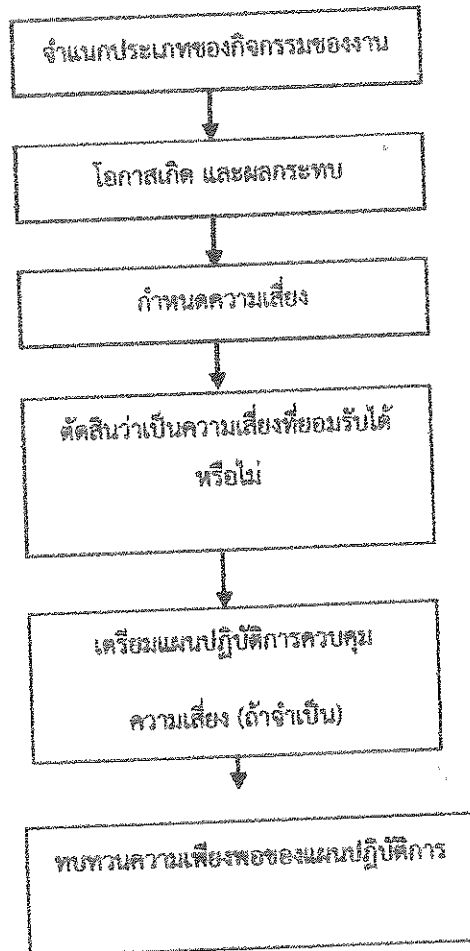 จำแนกประเภทของกิจกรรมของงาน
โอกาสเกิด และผลกระทบ
กำหนดความเสี่ยง
ตัดสินว่าเป็นความเสี่ยงที่ยอมรับได้
หรือไม่
เตรียมแผนปฏิบัติการควบคุม
ความเสี่ยง (ถ้าจำเป็น)
ทบทวนความเพียงพอของแผนปฏิบัติการ